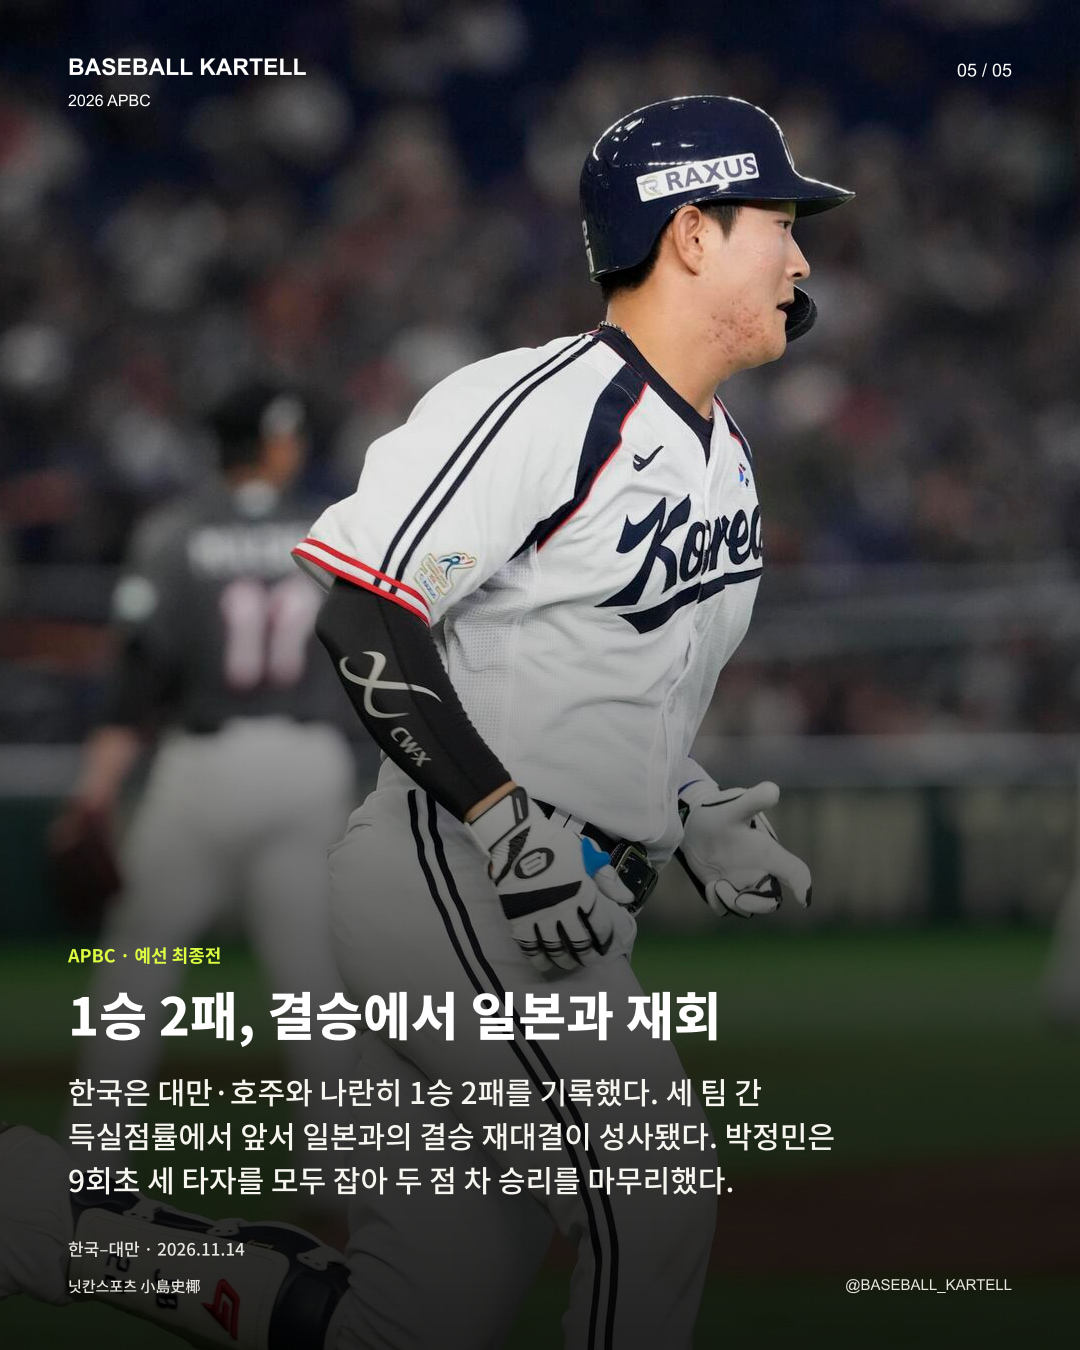 BASEBALL KARTELL
2026 APBC
05 / 05
RAXUS
Korea
CW-X
APBC · 예선 최종전
1승 2패, 결승에서 일본과 재회
한국은 대만·호주와 나란히 1승 2패를 기록했다. 세 팀 간
득실점률에서 앞서 일본과의 결승 재대결이 성사됐다. 박정민은
9회초 세 타자를 모두 잡아 두 점 차 승리를 마무리했다.
한국–대만 · 2026.11.14
닛칸스포츠 小島史椰
@BASEBALL_KARTELL